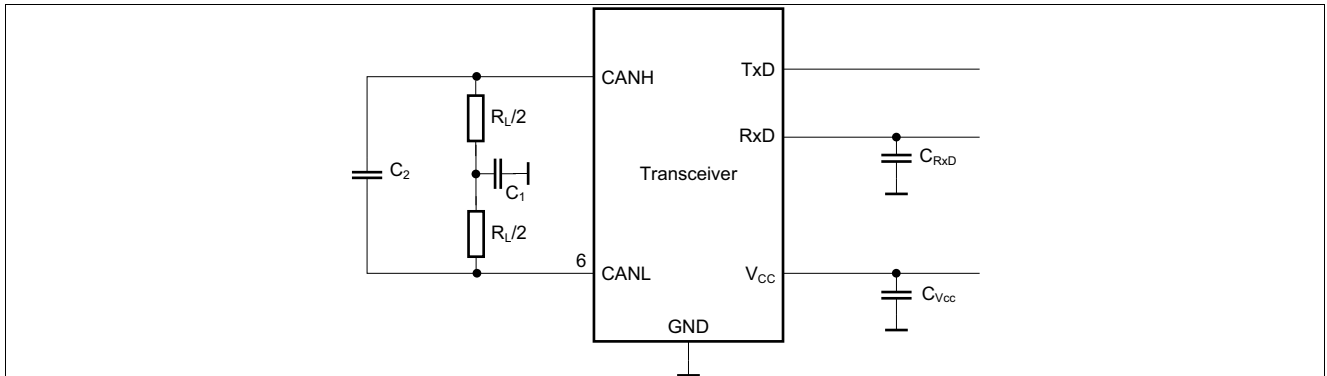 CANH
TxD
R_L/2
RxD
C_RxD
C_2
C_1
Transceiver
R_L/2
6
CANL
V_CC
C_Vcc
GND